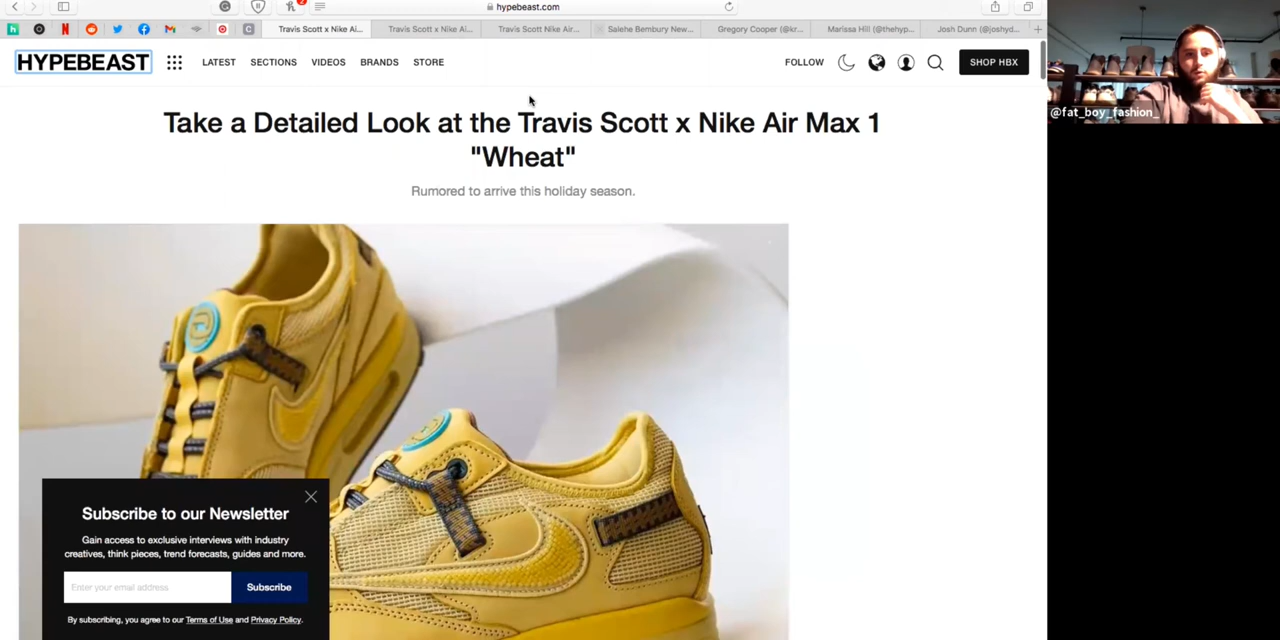 hypebeast.com
2
Travis Scott x Nike Ai...
Travis Scott x Nike Ai...
Travis Scott Nike Air...
Salehe Bembury New...
Gregory Cooper (@kr...
Marissa Hill (@thehyp...
Josh Dunn (@joshyd...
HYPEBEAST
LATEST
SECTIONS
VIDEOS
BRANDS
STORE
FOLLOW
SHOP HBX
@fat_boy_fashion_
Take a Detailed Look at the Travis Scott x Nike Air Max 1
"Wheat"
Rumored to arrive this holiday season.
Subscribe to our Newsletter
Gain access to exclusive interviews with industry
creatives, think pieces, trend forecasts, guides and more.
Enter your email address
Subscribe
By subscribing, you agree to our Terms of Use and Privacy Policy.